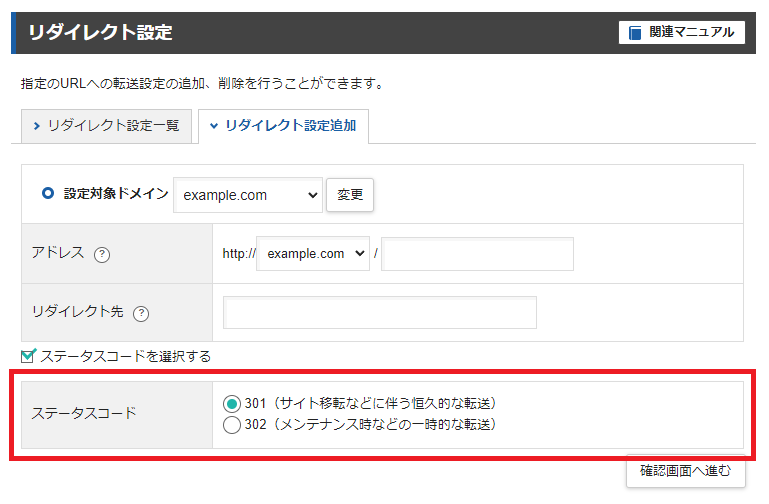 リダイレクト設定
関連マニュアル
指定のURLへの転送設定の追加、削除を行うことができます。
リダイレクト設定一覧
リダイレクト設定追加
設定対象ドメイン example.com 変更
アドレス ? http:// example.com /
リダイレクト先 ?
ステータスコードを選択する
ステータスコード
301（サイト移転などに伴う恒久的な転送）
302（メンテナンス時などの一時的な転送）
確認画面へ進む